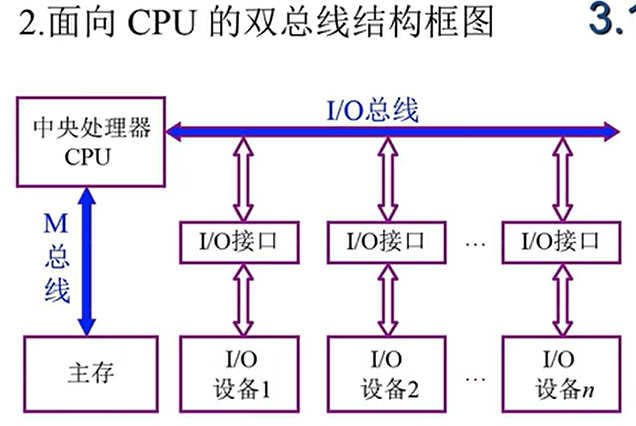 2.面向 CPU 的双总线结构框图
3.1
I/O总线
中央处理器
CPU
M
总
线
I/O接口
I/O接口
…
I/O接口
主存
I/O
设备1
I/O
设备2
…
I/O
设备n